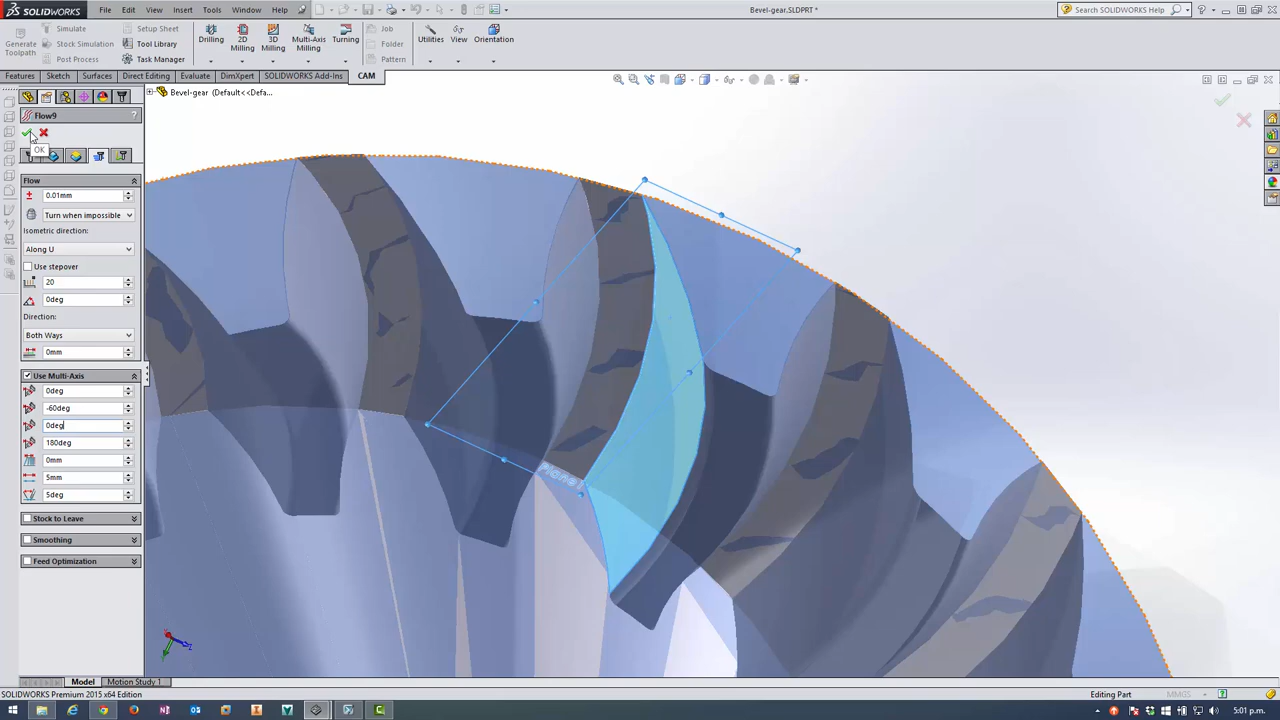 SOLIDWORKS
File Edit View Insert Tools Window Help
Bevel-gear.SLDPRT *
Search SOLIDWORKS Help
Generate Toolpath
Simulate
Stock Simulation
Post Process
Setup Sheet
Tool Library
Task Manager
Drilling
2D Milling
3D Milling
Multi-Axis Milling
Turning
Job
Folder
Pattern
Utilities
View
Orientation
Features Sketch Surfaces Direct Editing Evaluate DimXpert SOLIDWORKS Add-Ins CAM
Bevel-gear (Default<<Defa...
Flow9
?
OK
Flow
0.01mm
Turn when impossible
Isometric direction:
Along U
Use stepover
20
0deg
Direction:
Both Ways
0mm
Use Multi-Axis
0deg
-60deg
0deg
180deg
0mm
5mm
5deg
Stock to Leave
Smoothing
Feed Optimization
Model Motion Study 1
SOLIDWORKS Premium 2015 x64 Edition
Editing Part
MMGS
5:01 p.m.